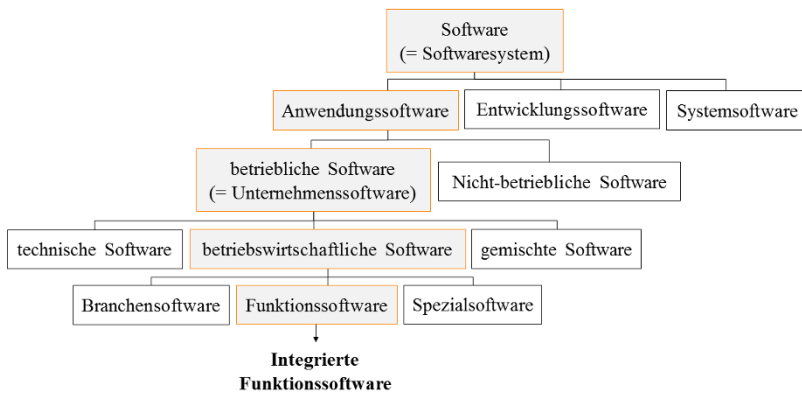 Software
(= Softwaresystem)
Anwendungssoftware
Entwicklungssoftware
Systemsoftware
betriebliche Software
(= Unternehmenssoftware)
Nicht-betriebliche Software
technische Software
betriebswirtschaftliche Software
gemischte Software
Branchensoftware
Funktionssoftware
Spezialsoftware
Integrierte
Funktionssoftware